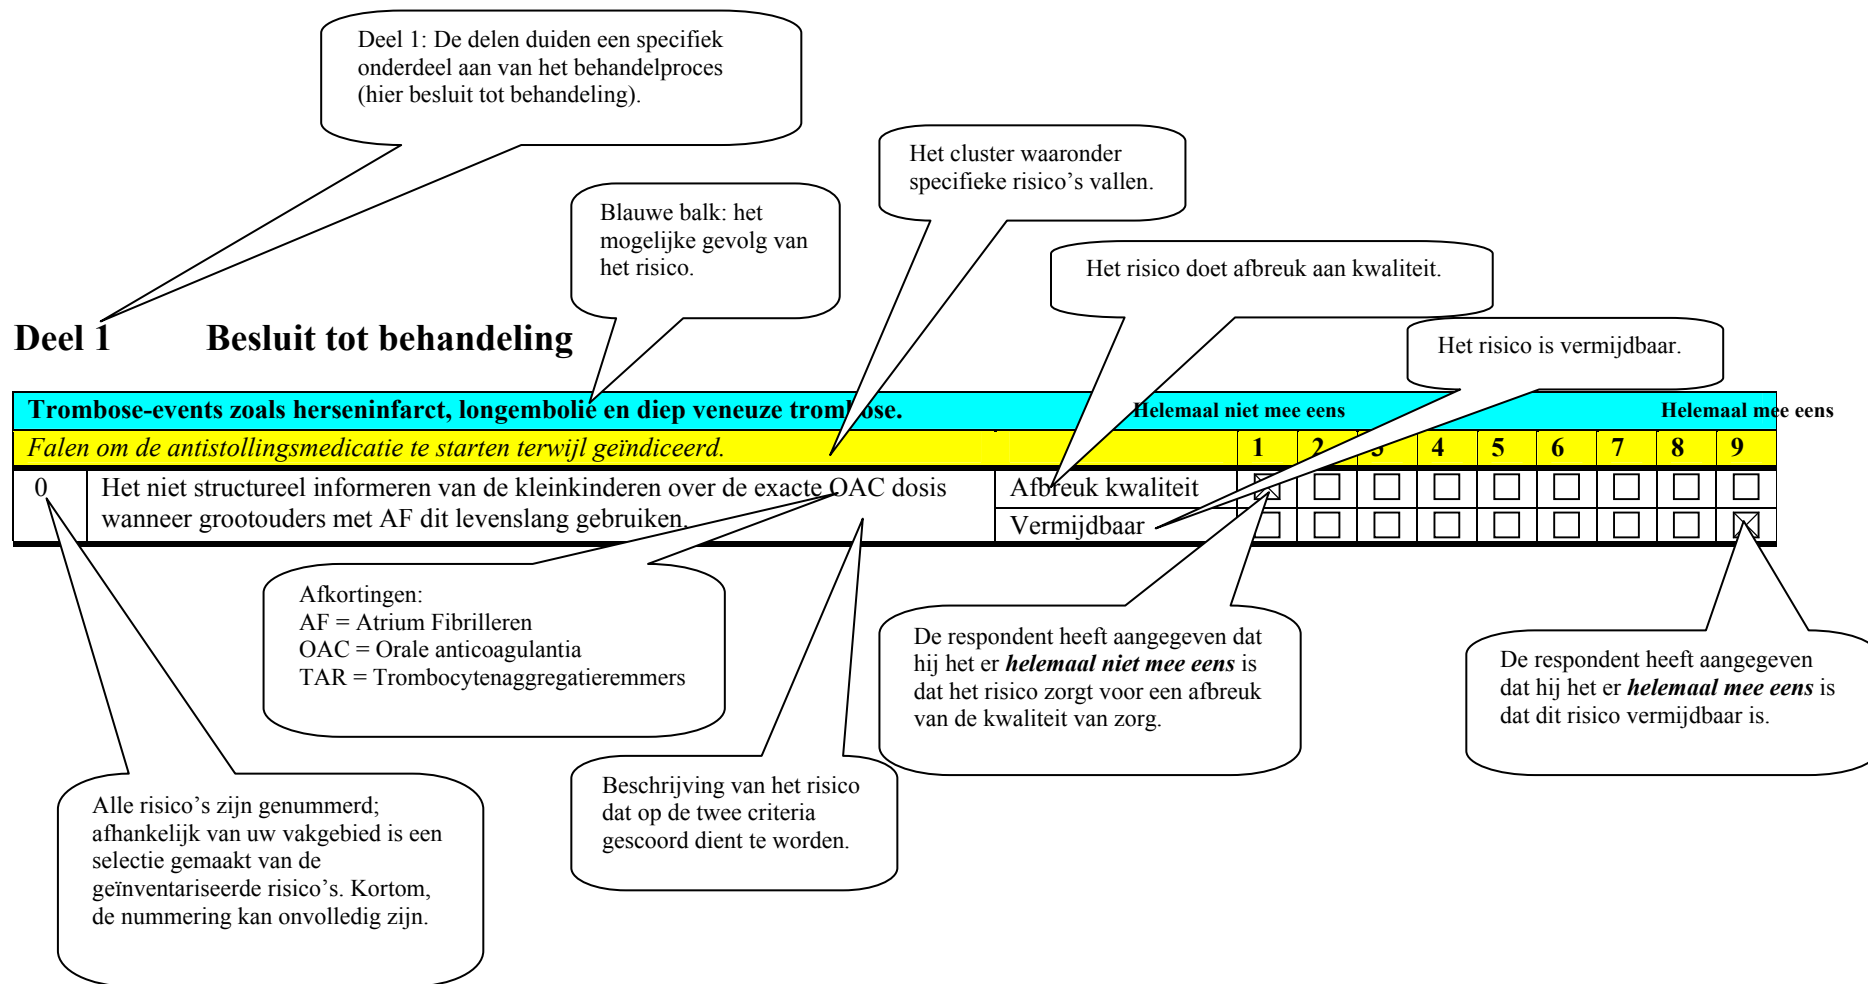 Deel 1: De delen duiden een specifiek
onderdeel aan van het behandelproces
(hier besluit tot behandeling).
Het cluster waaronder
specifieke risico’s vallen.
Blauwe balk: het
mogelijke gevolg van
het risico.
Het risico doet afbreuk aan kwaliteit.
Het risico is vermijdbaar.
Deel 1 Besluit tot behandeling
Trombose-events zoals herseninfarct, longembolie en diep veneuze trombose. Helemaal niet mee eens Helemaal mee eens
Falen om de antistollingsmedicatie te starten terwijl geïndiceerd. 1 2 3 4 5 6 7 8 9
0 Het niet structureel informeren van de kleinkinderen over de exacte OAC dosis
wanneer grootouders met AF dit levenslang gebruiken.
Afbreuk kwaliteit
Vermijdbaar
Afkortingen:
AF = Atrium Fibrilleren
OAC = Orale anticoagulantia
TAR = Trombocytenaggregatieremmers
De respondent heeft aangegeven dat
hij het er helemaal niet mee eens is
dat het risico zorgt voor een afbreuk
van de kwaliteit van zorg.
De respondent heeft aangegeven
dat hij het er helemaal mee eens is
dat dit risico vermijdbaar is.
Beschrijving van het risico
dat op de twee criteria
gescoord dient te worden.
Alle risico’s zijn genummerd;
afhankelijk van uw vakgebied is een
selectie gemaakt van de
geïnventariseerde risico’s. Kortom,
de nummering kan onvolledig zijn.